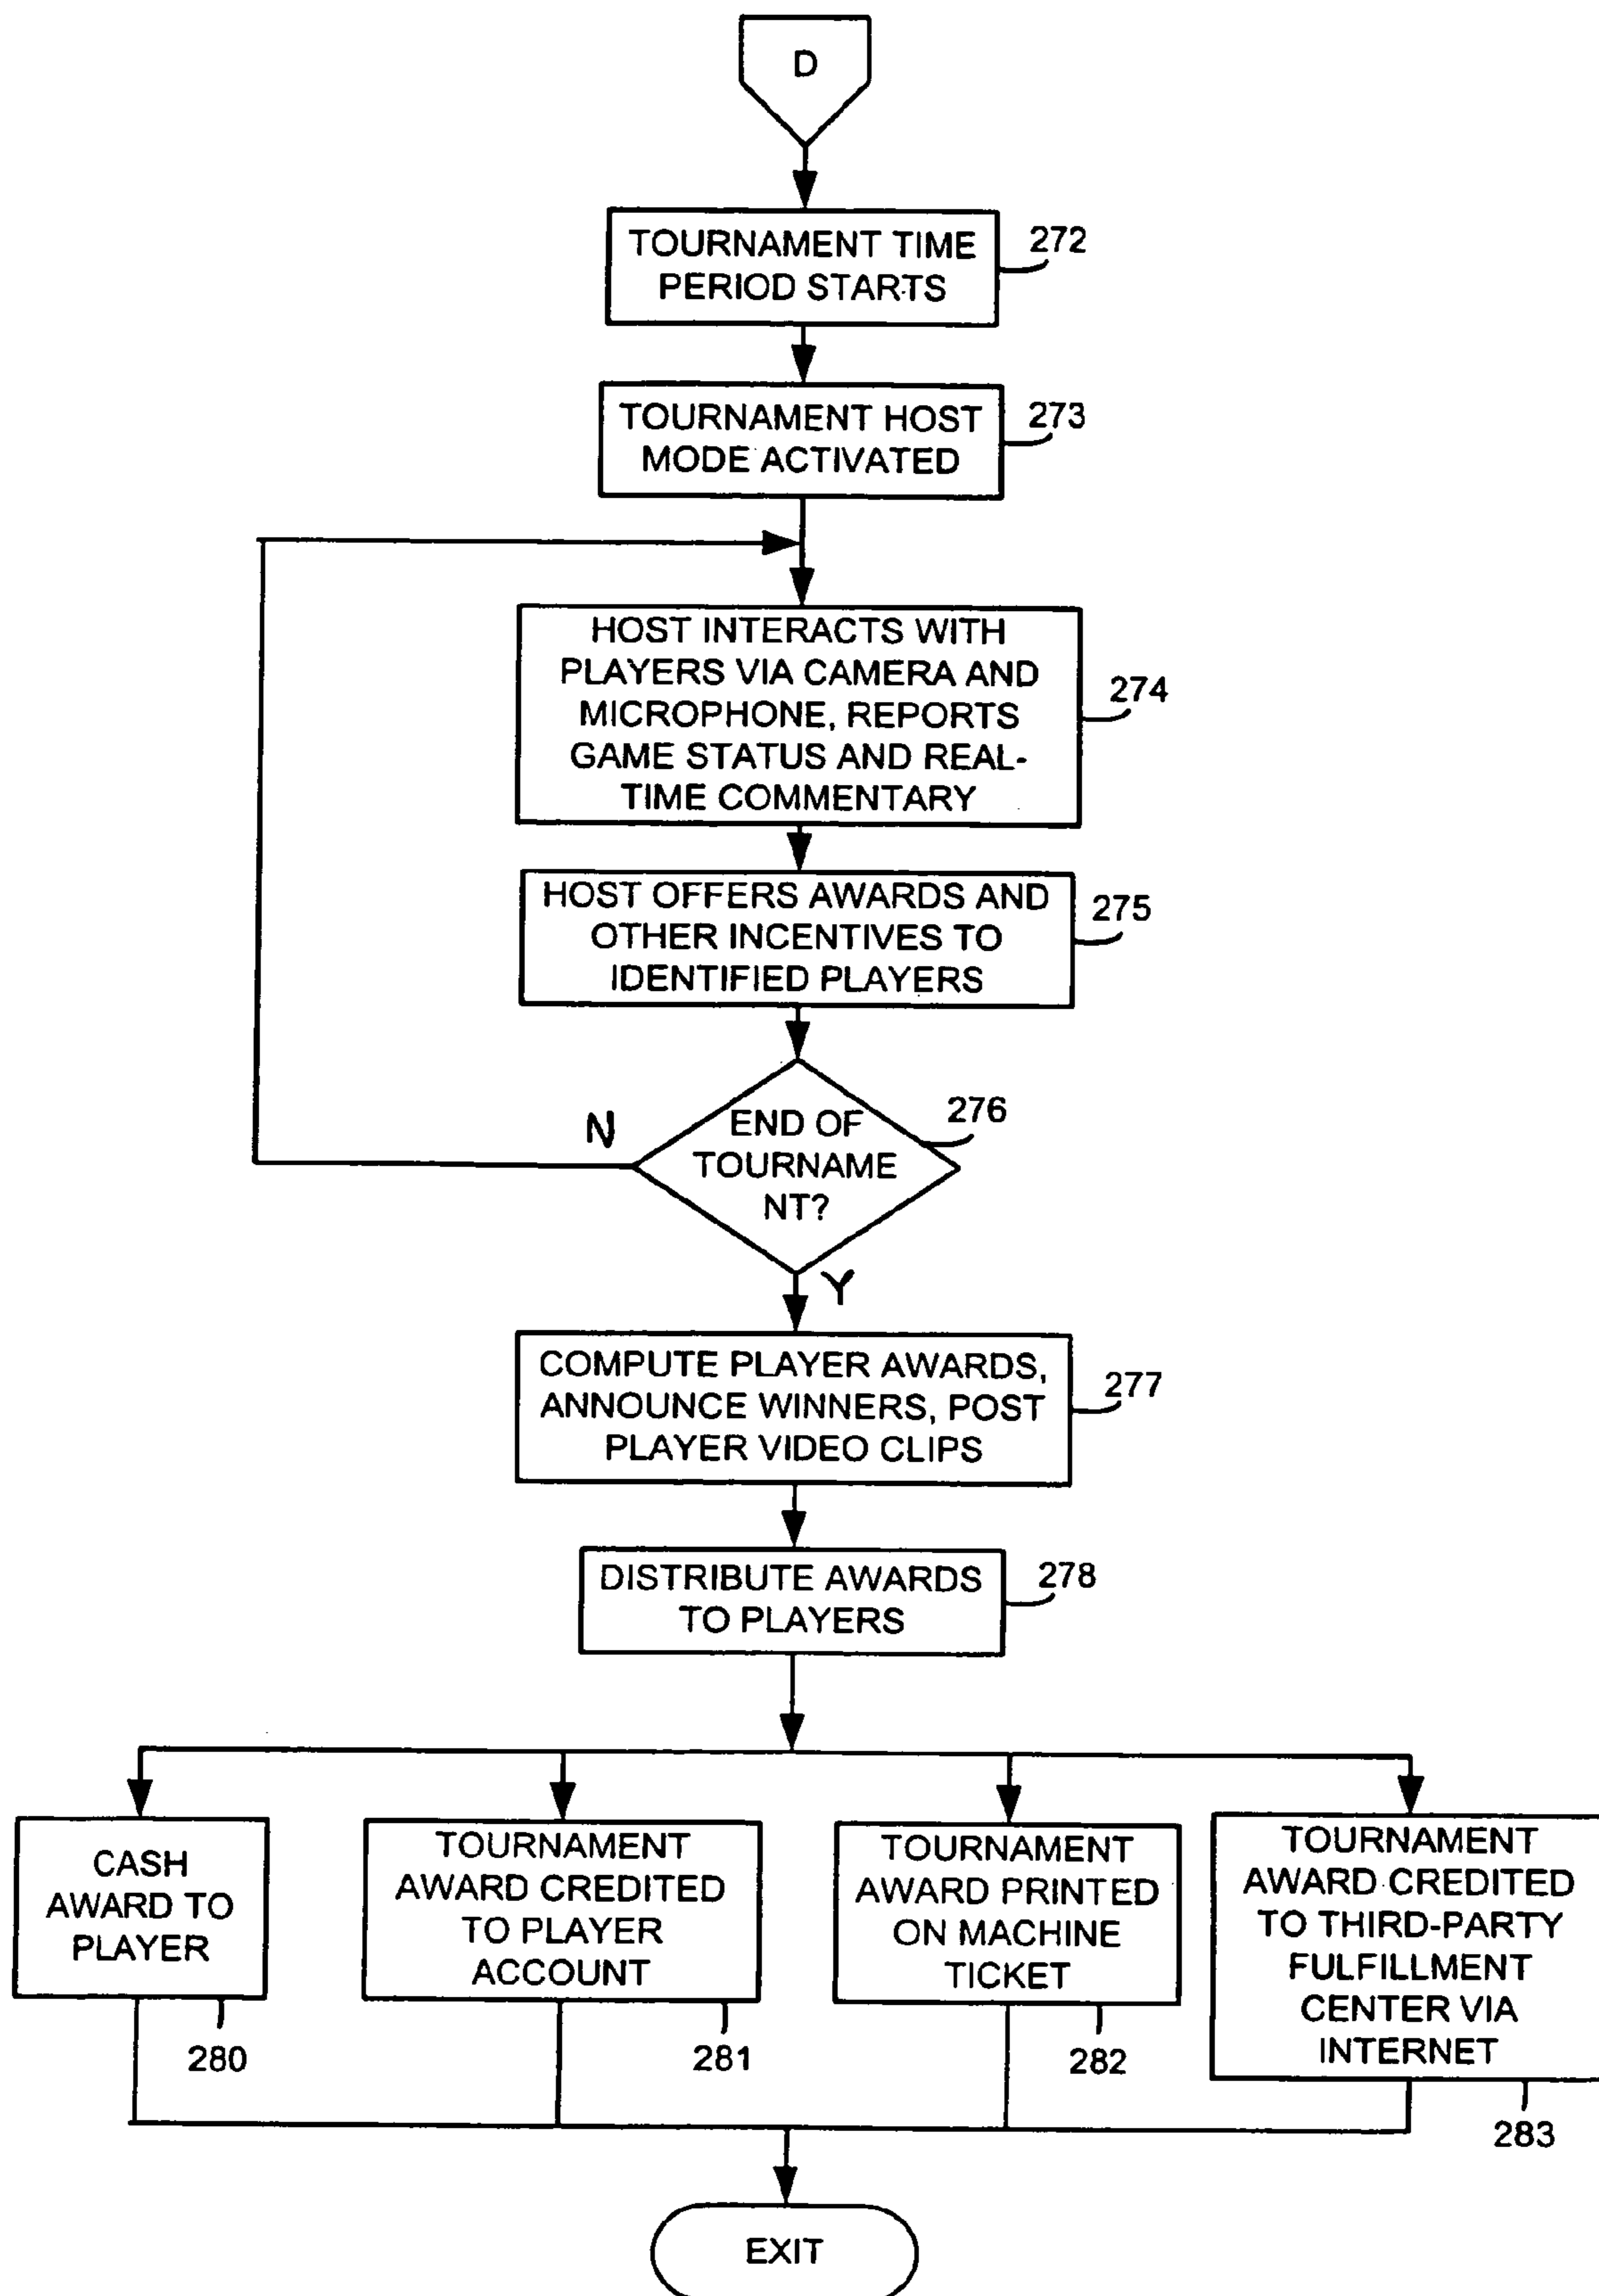 D
TOURNAMENT TIME
PERIOD STARTS
272
TOURNAMENT HOST
MODE ACTIVATED
273
HOST INTERACTS WITH
PLAYERS VIA CAMERA AND
MICROPHONE, REPORTS
GAME STATUS AND REAL-
TIME COMMENTARY
274
HOST OFFERS AWARDS AND
OTHER INCENTIVES TO
IDENTIFIED PLAYERS
275
N
END OF
TOURNAME
NT?
276
Y
COMPUTE PLAYER AWARDS,
ANNOUNCE WINNERS, POST
PLAYER VIDEO CLIPS
277
DISTRIBUTE AWARDS
TO PLAYERS
278
CASH
AWARD TO
PLAYER
280
TOURNAMENT
AWARD CREDITED
TO PLAYER
ACCOUNT
281
TOURNAMENT
AWARD PRINTED
ON MACHINE
TICKET
282
TOURNAMENT
AWARD CREDITED
TO THIRD-PARTY
FULFILLMENT
CENTER VIA
INTERNET
283
EXIT